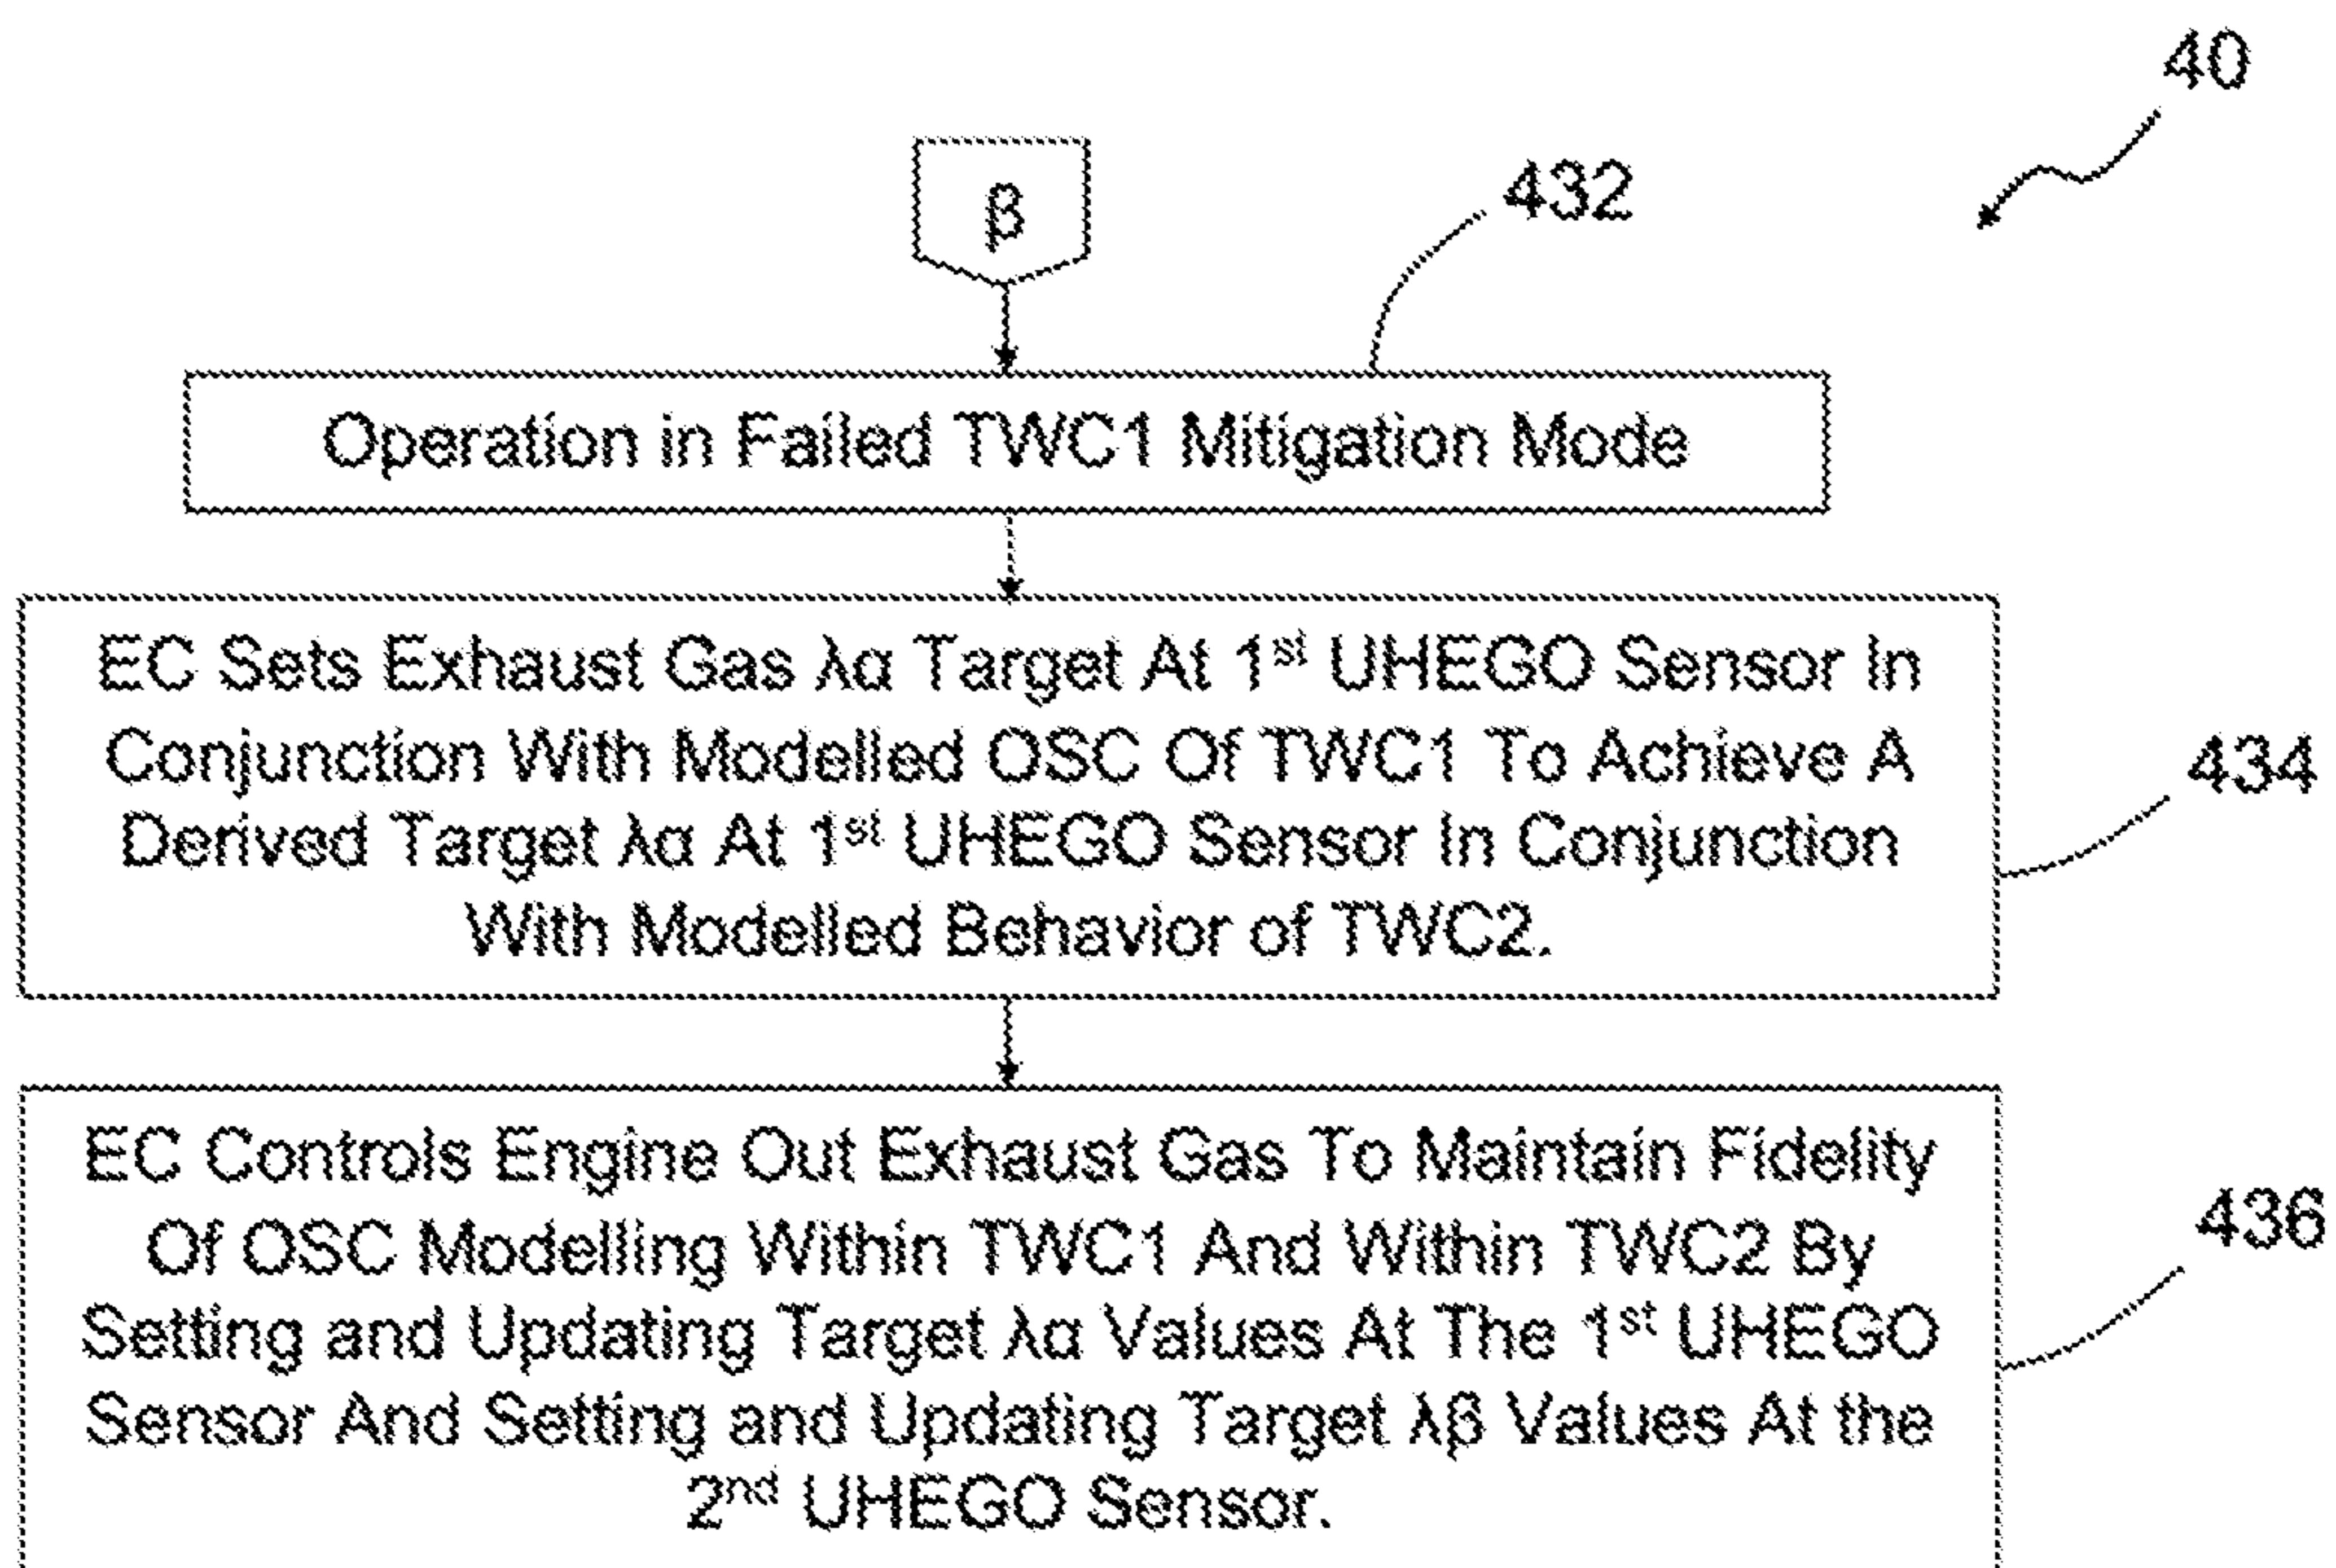 40
β
432
Operation in Failed TWC1 Mitigation Mode
EC Sets Exhaust Gas λα Target At 1st UHEGO Sensor In
Conjunction With Modelled OSC Of TWC1 To Achieve A
Derived Target λα At 1st UHEGO Sensor In Conjunction
With Modelled Behavior of TWC2.
434
EC Controls Engine Out Exhaust Gas To Maintain Fidelity
Of OSC Modelling Within TWC1 And Within TWC2 By
Setting and Updating Target λα Values At The 1st UHEGO
Sensor And Setting and Updating Target λβ Values At the
2nd UHEGO Sensor.
436